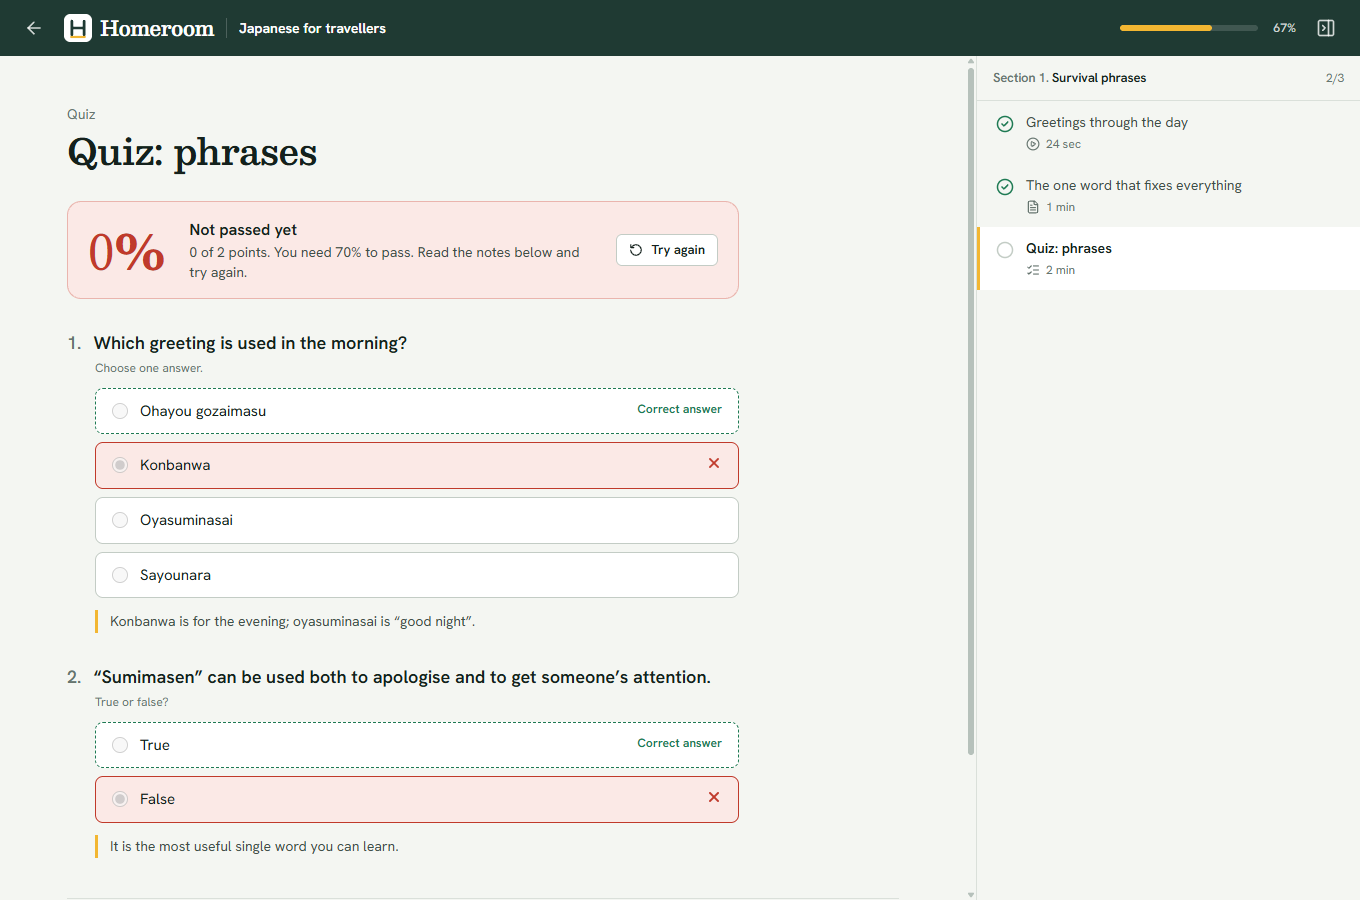 H Homeroom
Japanese for travellers
67%
Quiz
Quiz: phrases
0%
Not passed yet
0 of 2 points. You need 70% to pass. Read the notes below and
try again.
Try again
1. Which greeting is used in the morning?
Choose one answer.
Ohayou gozaimasu
Correct answer
Konbanwa
Oyasuminasai
Sayounara
Konbanwa is for the evening; oyasuminasai is “good night”.
2. “Sumimasen” can be used both to apologise and to get someone’s attention.
True or false?
True
Correct answer
False
It is the most useful single word you can learn.
Section 1. Survival phrases
2/3
Greetings through the day
24 sec
The one word that fixes everything
1 min
Quiz: phrases
2 min